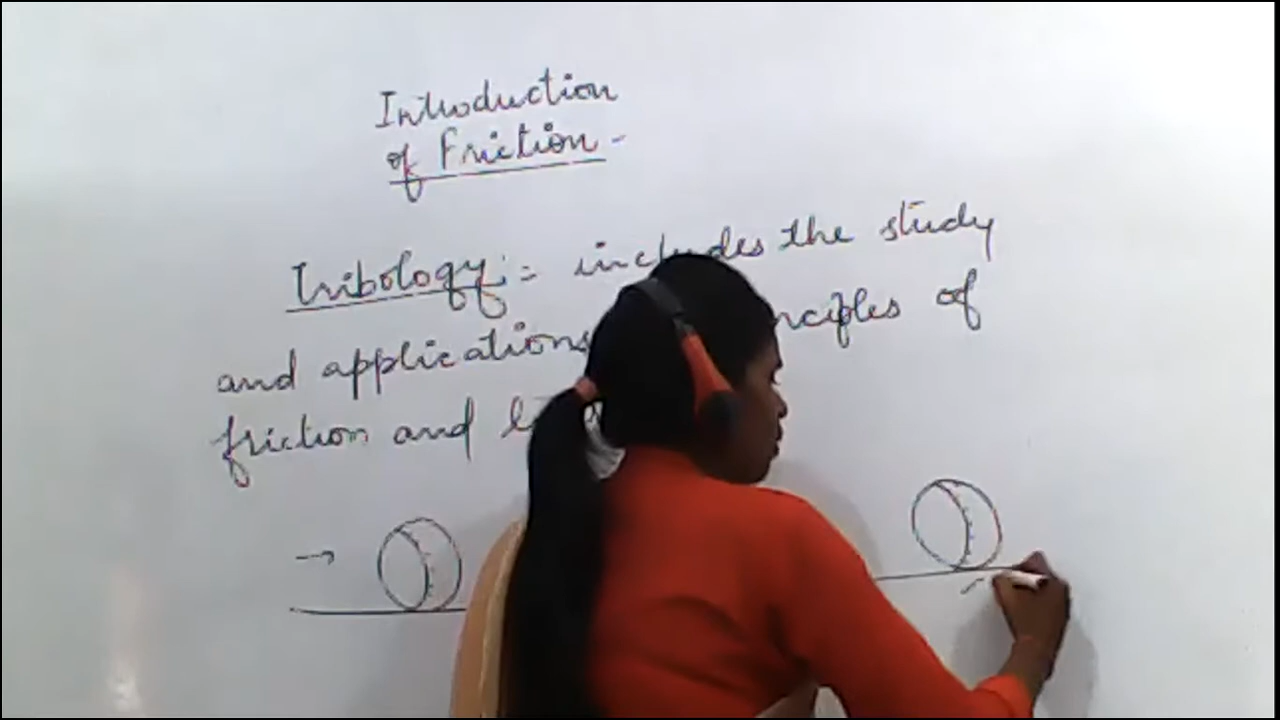 Introduction
of Friction -
Tribology := includes the study
and applications of
friction and